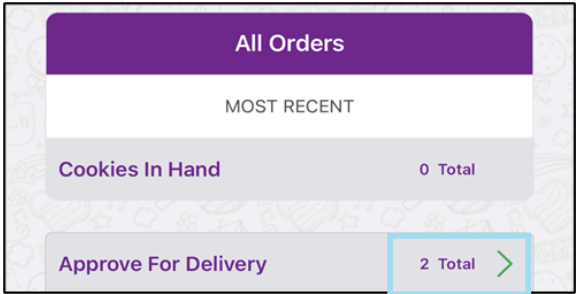 All Orders
MOST RECENT
Cookies In Hand 0 Total
Approve For Delivery 2 Total